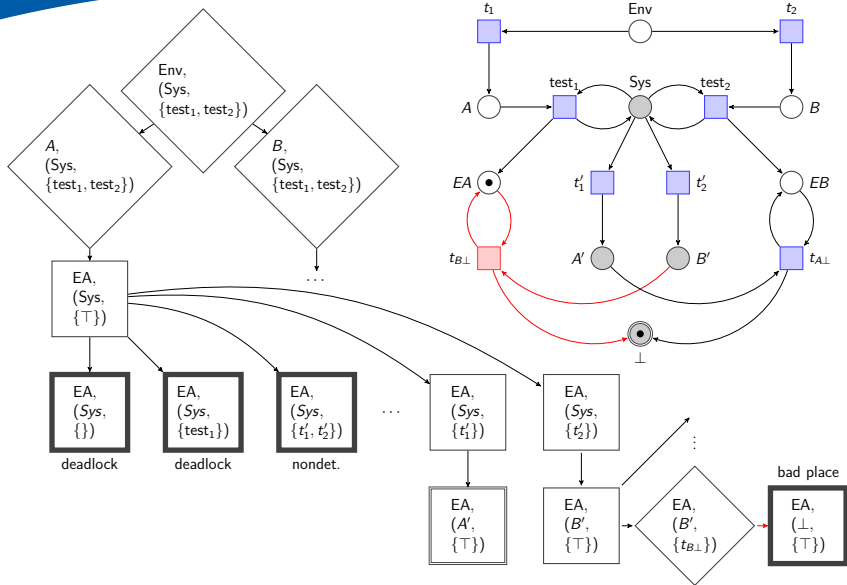 t₁
Env
t₂
Env,
(Sys,
{test₁, test₂})
A
test₁
Sys
test₂
B
A,
(Sys,
{test₁, test₂})
B,
(Sys,
{test₁, test₂})
EA
t′₁
t′₂
EB
t_B⊥
A′
B′
t_A⊥
EA,
(Sys,
{⊤})
...
⊥
EA,
(Sys,
{})
EA,
(Sys,
{test₁})
EA,
(Sys,
{t′₁, t′₂})
...
EA,
(Sys,
{t′₁})
EA,
(Sys,
{t′₂})
deadlock
deadlock
nondet.
⋮
bad place
EA,
(A′,
{⊤})
EA,
(B′,
{⊤})
EA,
(B′,
{t_B⊥})
EA,
(⊥,
{⊤})